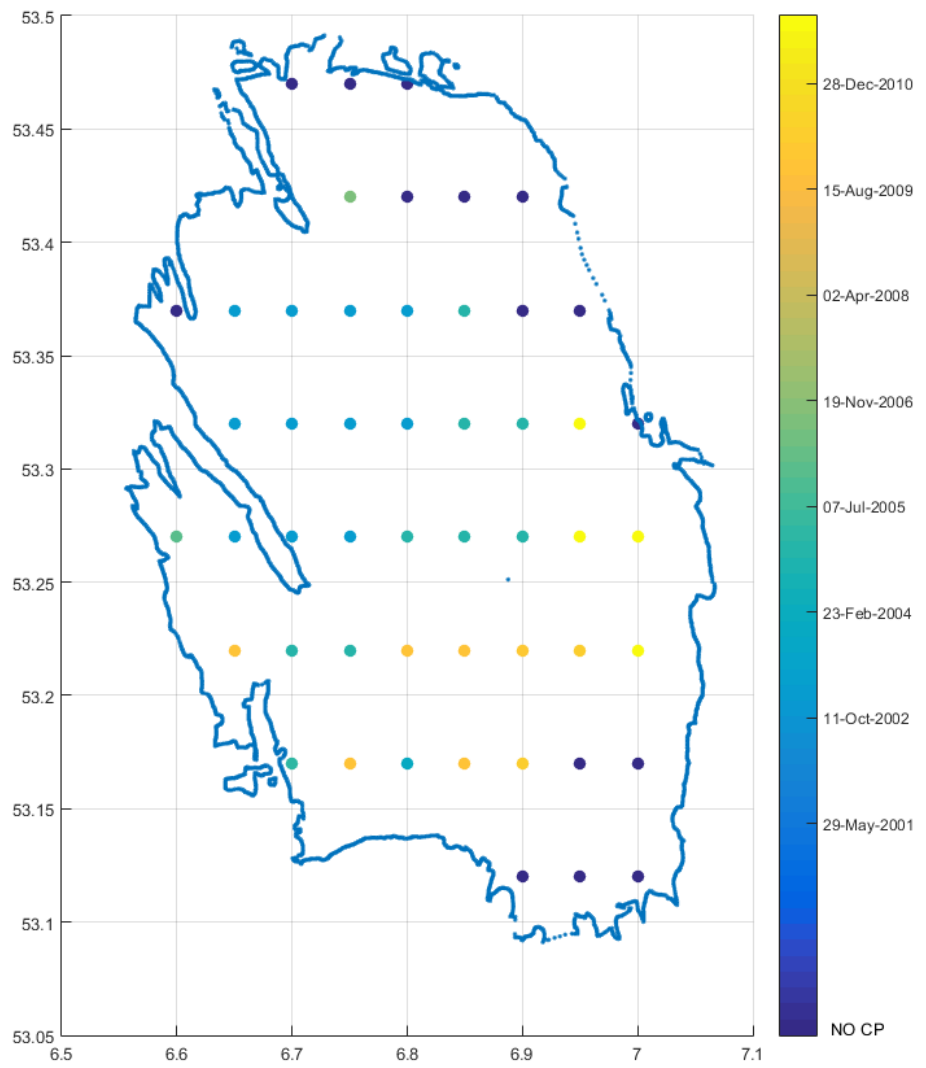 53.5
53.45
53.4
53.35
53.3
53.25
53.2
53.15
53.1
53.05
6.5 6.6 6.7 6.8 6.9 7 7.1
28-Dec-2010
15-Aug-2009
02-Apr-2008
19-Nov-2006
07-Jul-2005
23-Feb-2004
11-Oct-2002
29-May-2001
NO CP